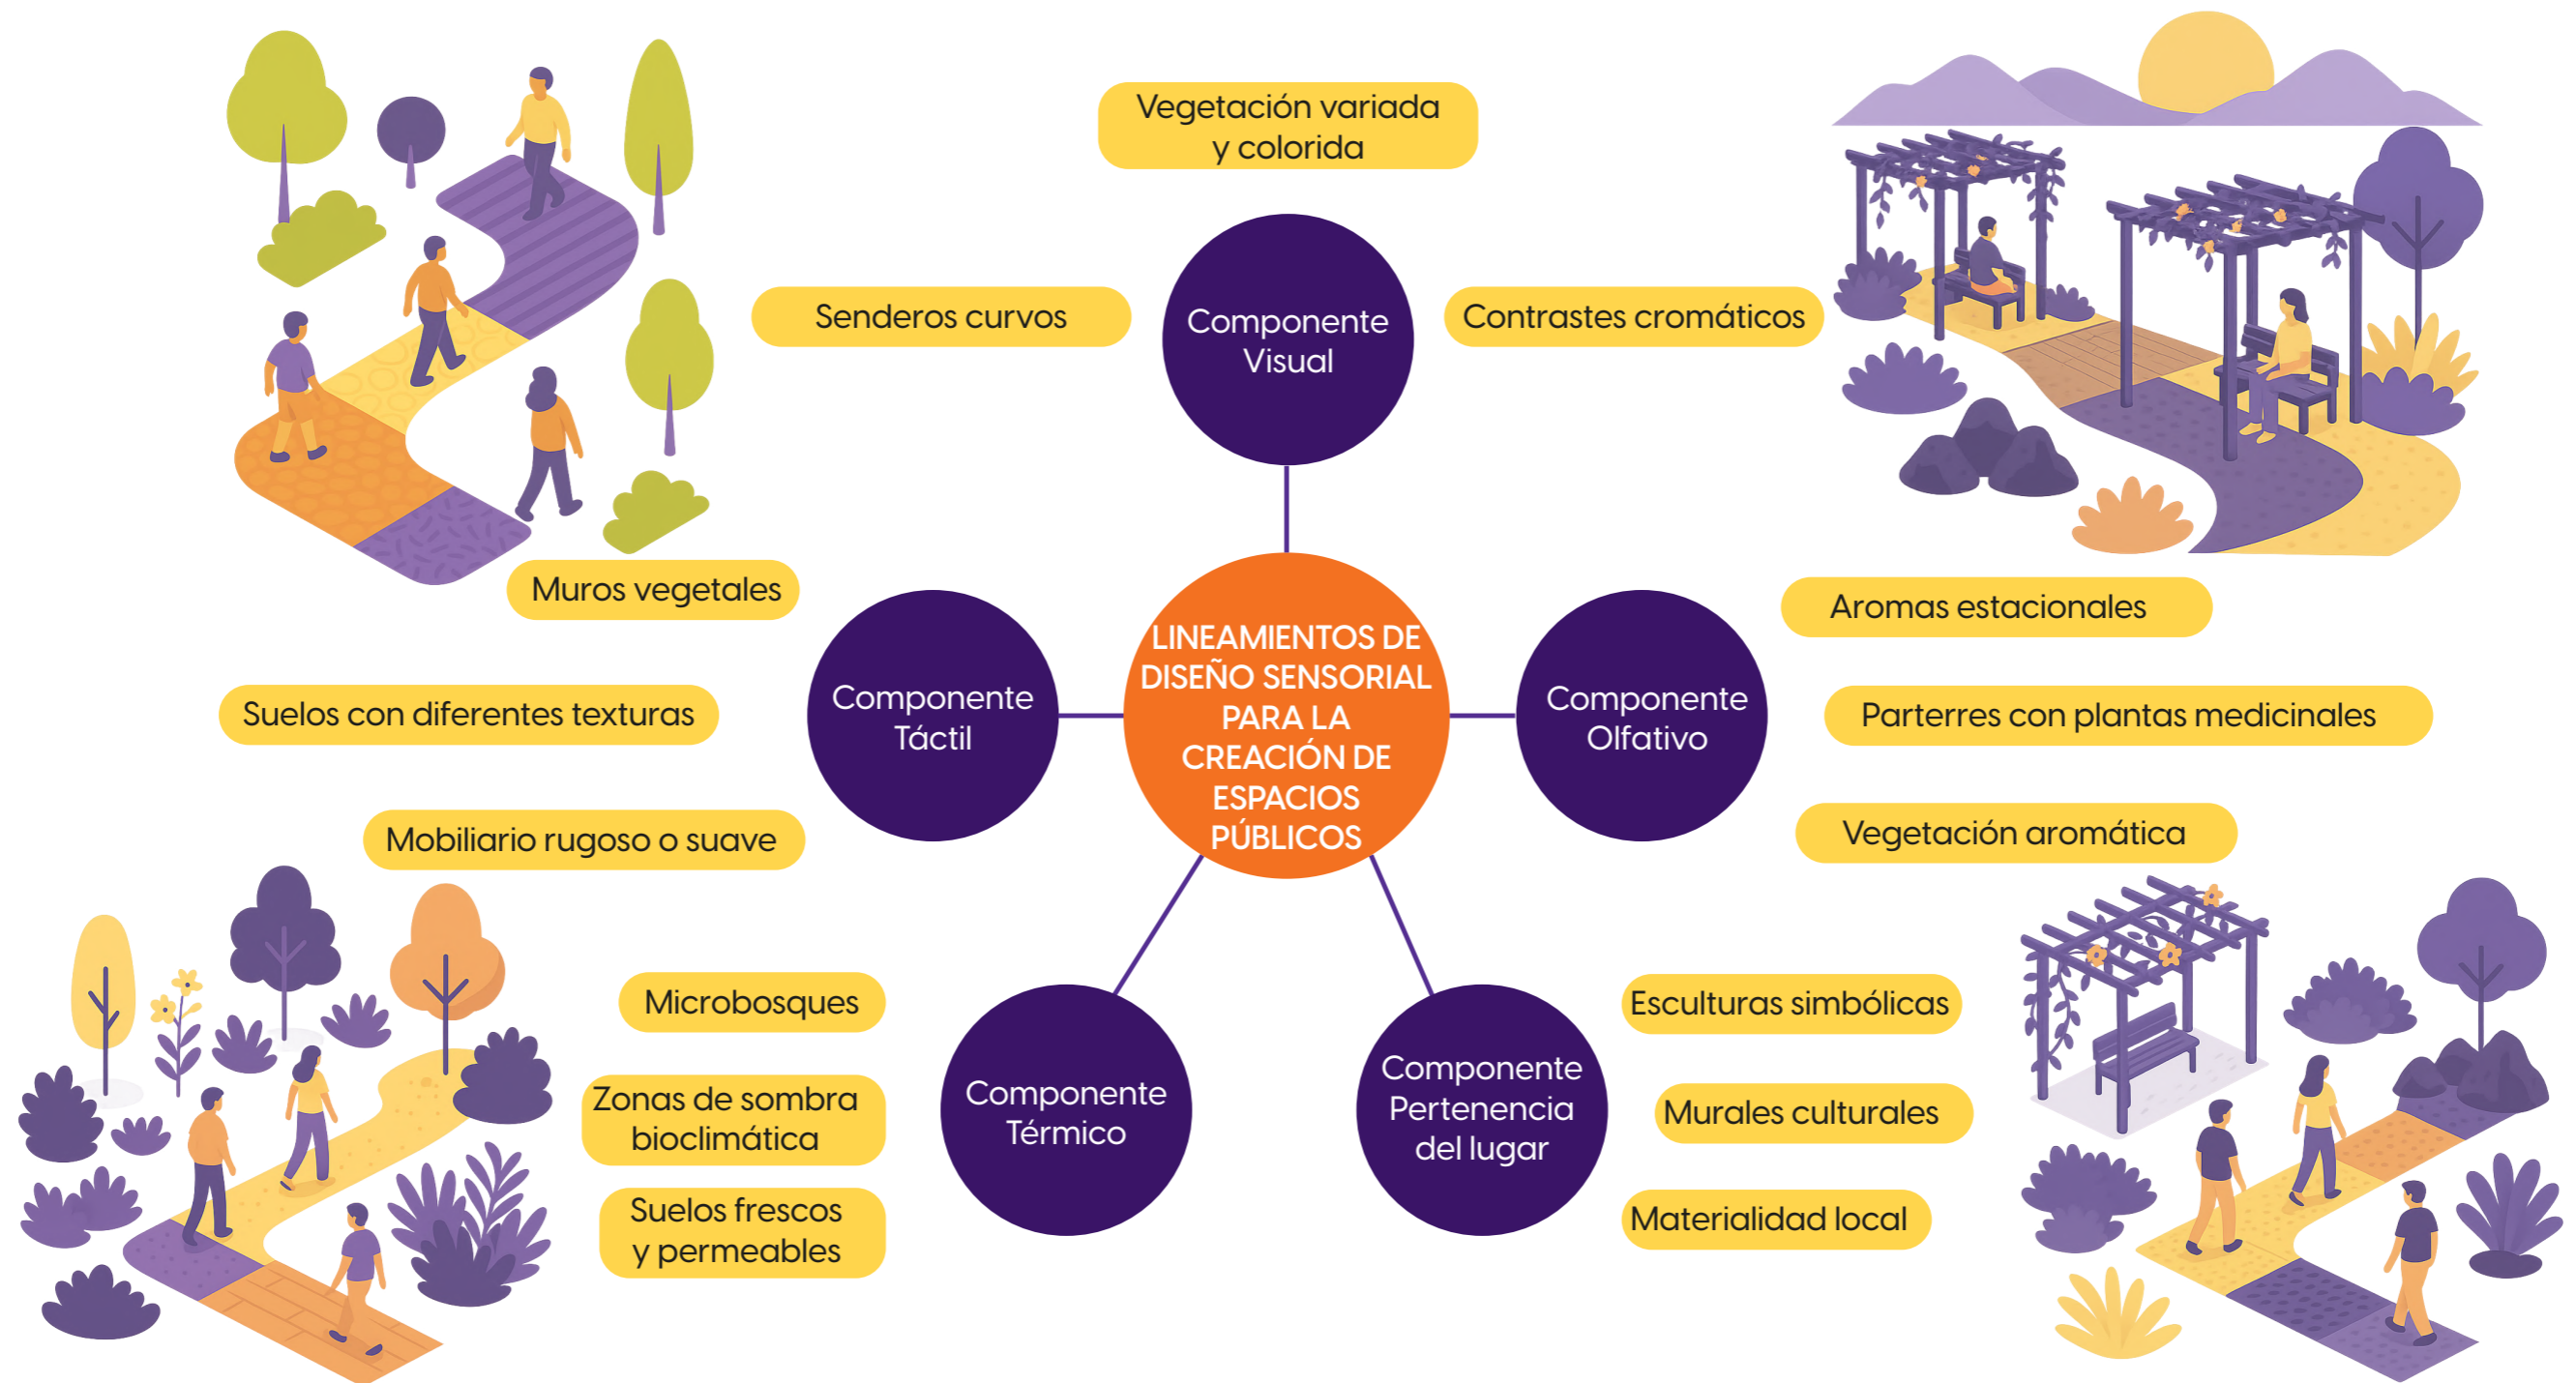 Vegetación variada
y colorida
Senderos curvos
Componente
Visual
Contrastes cromáticos
Muros vegetales
Suelos con diferentes texturas
Mobiliario rugoso o suave
Componente
Táctil
LINEAMIENTOS DE
DISEÑO SENSORIAL
PARA LA
CREACIÓN DE
ESPACIOS
PÚBLICOS
Componente
Olfativo
Aromas estacionales
Parterres con plantas medicinales
Vegetación aromática
Microbosques
Zonas de sombra
bioclimática
Suelos frescos
y permeables
Componente
Térmico
Componente
Pertenencia
del lugar
Esculturas simbólicas
Murales culturales
Materialidad local